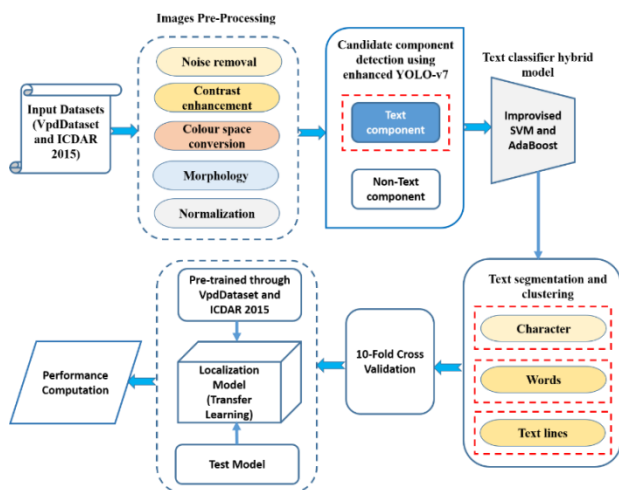 Images Pre-Processing
Input Datasets
(VpdDataset
and ICDAR
2015)
Noise removal
Contrast
enhancement
Colour space
conversion
Morphology
Normalization
Candidate component
detection using
enhanced YOLO-v7
Text
component
Non-Text
component
Text classifier hybrid
model
Improvised
SVM and
AdaBoost
Text segmentation and
clustering
Character
Words
Text lines
10-Fold Cross
Validation
Pre-trained through
VpdDataset and
ICDAR 2015
Localization
Model
(Transfer
Learning)
Test Model
Performance
Computation